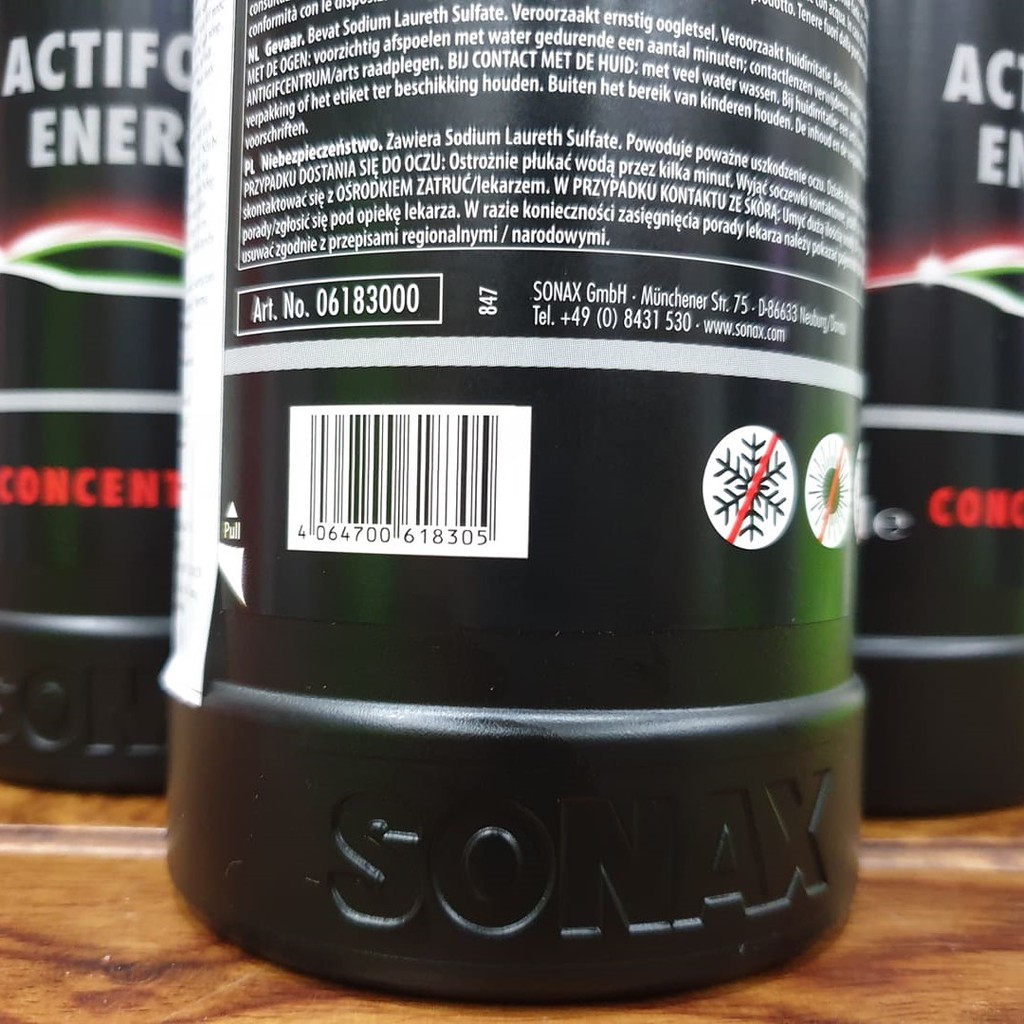 conformità con le
NL Gevaar. Bevat Sodium Laureth Sulfate. Veroorzaakt ernstig oogletsel. Veroorzaakt huidirritatie.
MET DE OGEN: voorzichtig afspoelen met water gedurende een aantal minuten; contactlenzen verwijderen
ANTIGIFCENTRUM/arts raadplegen. BIJ CONTACT MET DE HUID: met veel water wassen. Bij huidirritatie:
verpakking of het etiket ter beschikking houden. Buiten het bereik van kinderen houden. De inhoud en de
voorschriften.
PL Niebezpieczeństwo. Zawiera Sodium Laureth Sulfate. Powoduje poważne uszkodzenie oczu.
PRZYPADKU DOSTANIA SIĘ DO OCZU: Ostrożnie płukać wodą przez kilka minut. Wyjąć soczewki kontaktowe,
skontaktować się z OŚRODKIEM ZATRUĆ/lekarzem. W PRZYPADKU KONTAKTU ZE SKÓRĄ: Umyć dużą ilością
porady/zgłosić się pod opiekę lekarza. W razie konieczności zasięgnięcia porady lekarza należy pokazać
usuwać zgodnie z przepisami regionalnymi / narodowymi.
Art. No. 06183000
847
SONAX GmbH · Münchener Str. 75 · D-86633 Neuburg/Donau
Tel. +49 (0) 8431 530 · www.sonax.com
4 064700 618305
Pull
SONAX
ACTIFO
ENER
CONCENT
ACT
EN
CONC